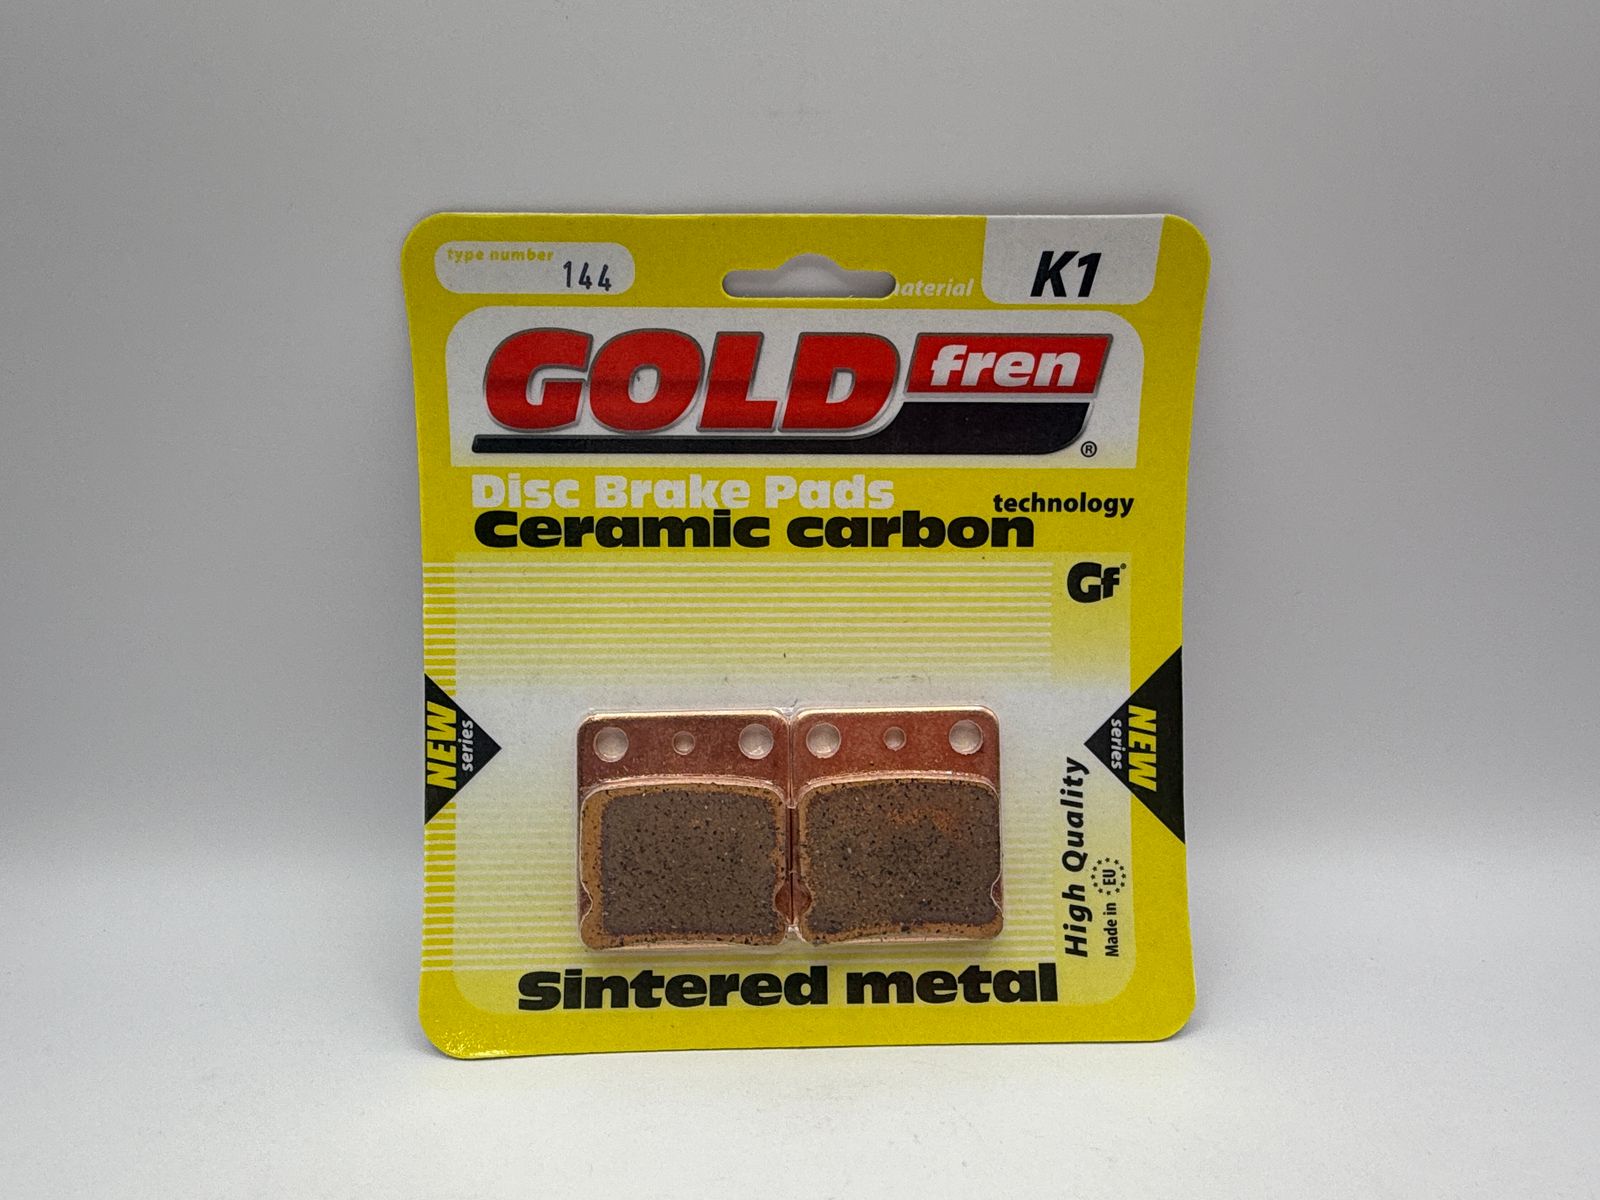 type number
144
material
K1
GOLD fren
®
Disc Brake Pads
technology
Ceramic carbon
Gf®
NEW
series
NEW
series
High Quality
Made in EU
Sintered metal